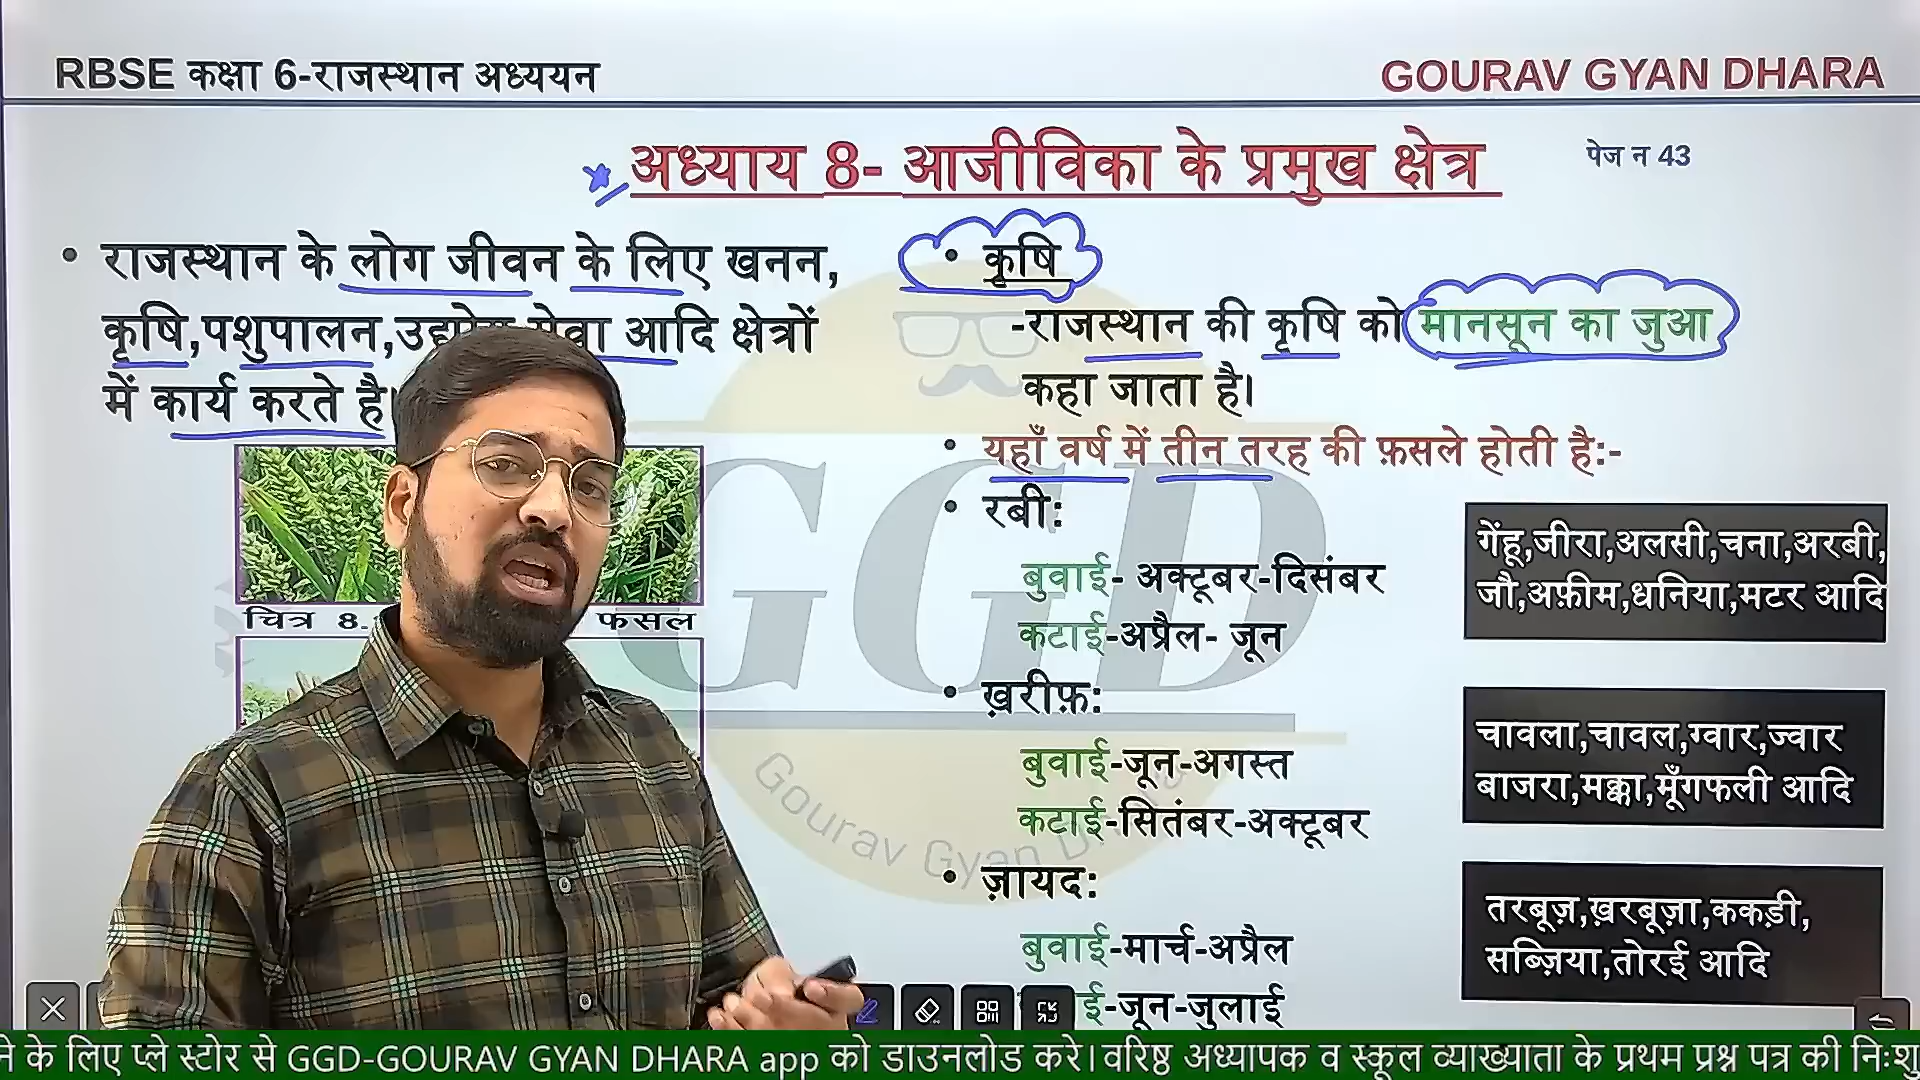 RBSE कक्षा 6-राजस्थान अध्ययन
GOURAV GYAN DHARA
अध्याय 8- आजीविका के प्रमुख क्षेत्र
पेज न 43
• राजस्थान के लोग जीवन के लिए खनन,
कृषि,पशुपालन, सेवा आदि क्षेत्रों
में कार्य करते है।
चित्र 8. फसल
• कृषि
-राजस्थान की कृषि को मानसून का जुआ
कहा जाता है।
• यहाँ वर्ष में तीन तरह की फ़सले होती है:-
• रबी:
बुवाई- अक्टूबर-दिसंबर
कटाई-अप्रैल- जून
गेंहू,जीरा,अलसी,चना,अरबी,
जौ,अफ़ीम,धनिया,मटर आदि
• ख़रीफ़:
बुवाई-जून-अगस्त
कटाई-सितंबर-अक्टूबर
चावला,चावल,ग्वार,ज्वार
बाजरा,मक्का,मूँगफली आदि
• ज़ायद:
बुवाई-मार्च-अप्रैल
-जून-जुलाई
तरबूज़,ख़रबूज़ा,ककड़ी,
सब्ज़िया,तोरई आदि
GGD
Gourav Gyan
के लिए प्ले स्टोर से GGD-GOURAV GYAN DHARA app को डाउनलोड करे।वरिष्ठ अध्यापक व स्कूल व्याख्याता के प्रथम प्रश्न पत्र की